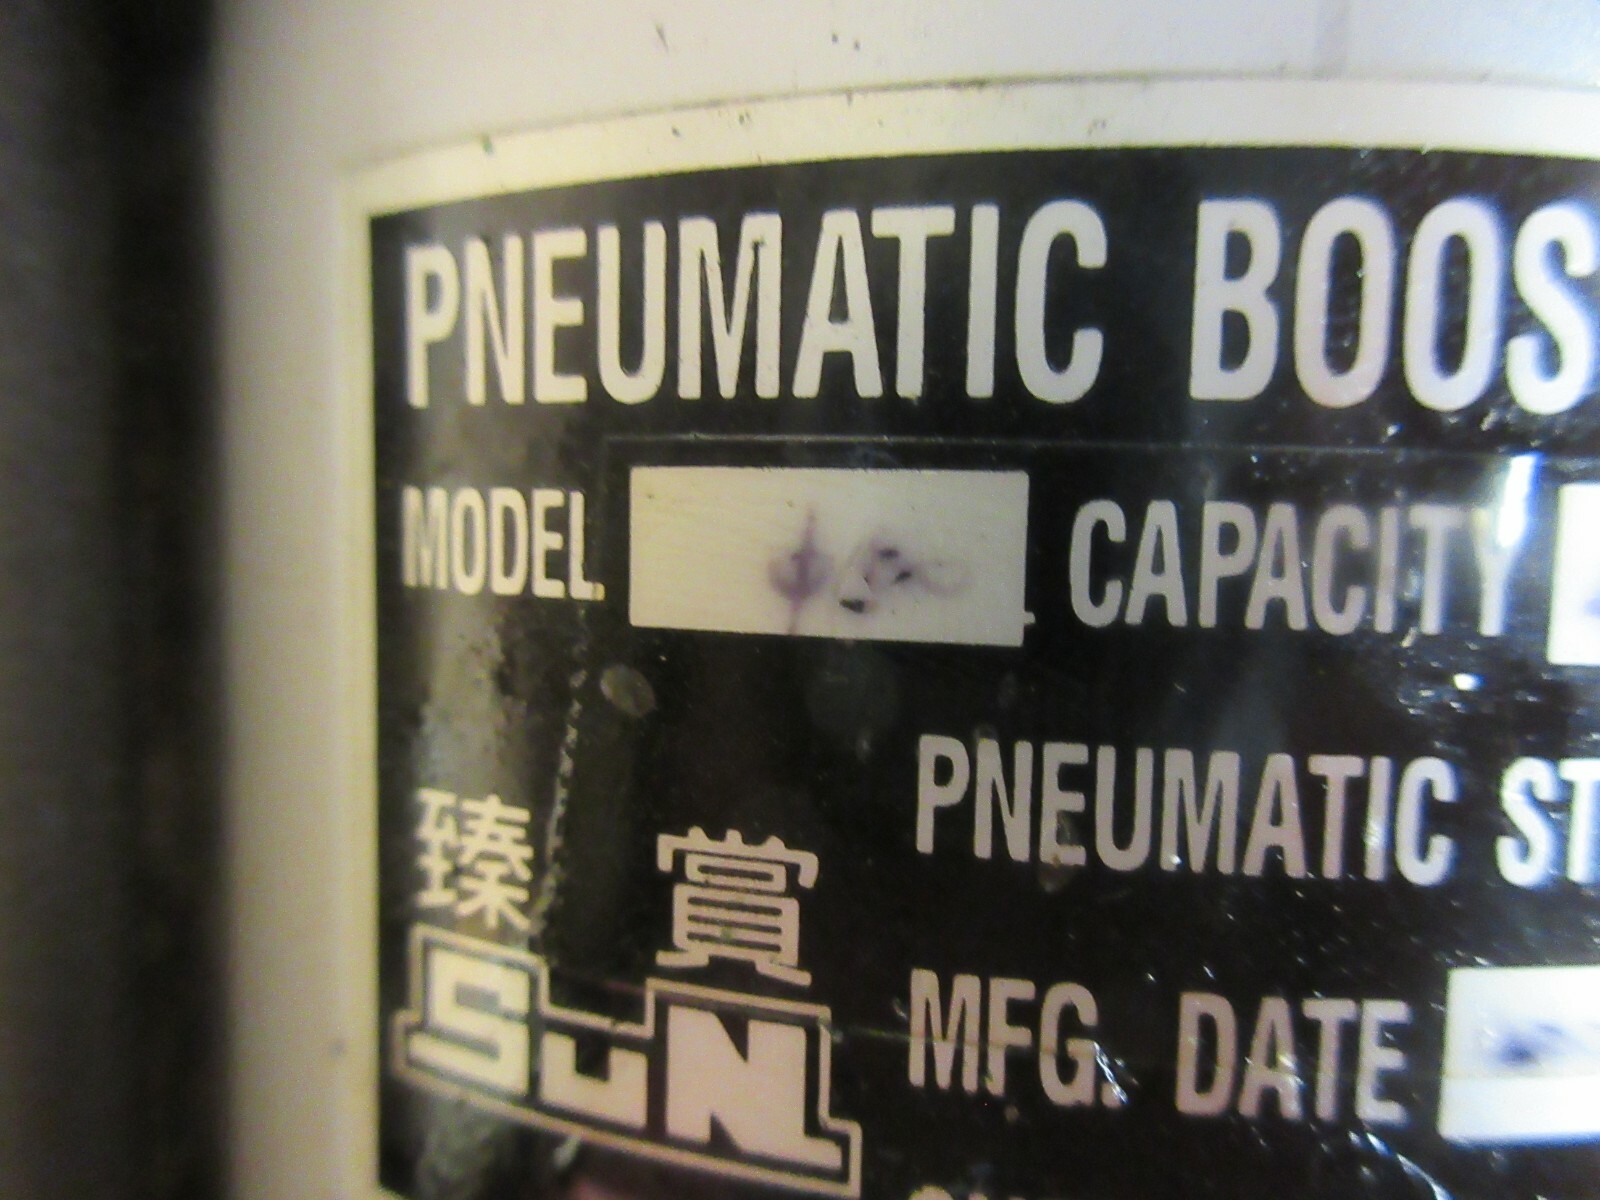 PNEUMATIC BOOS
MODEL CAPACITY
PNEUMATIC ST
臻 賞
SUN
MFG. DATE